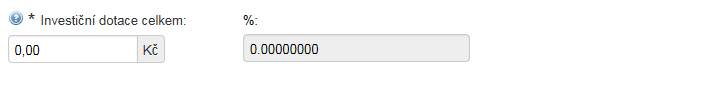 * Investiční dotace celkem: %:
0,00 Kč 0.00000000